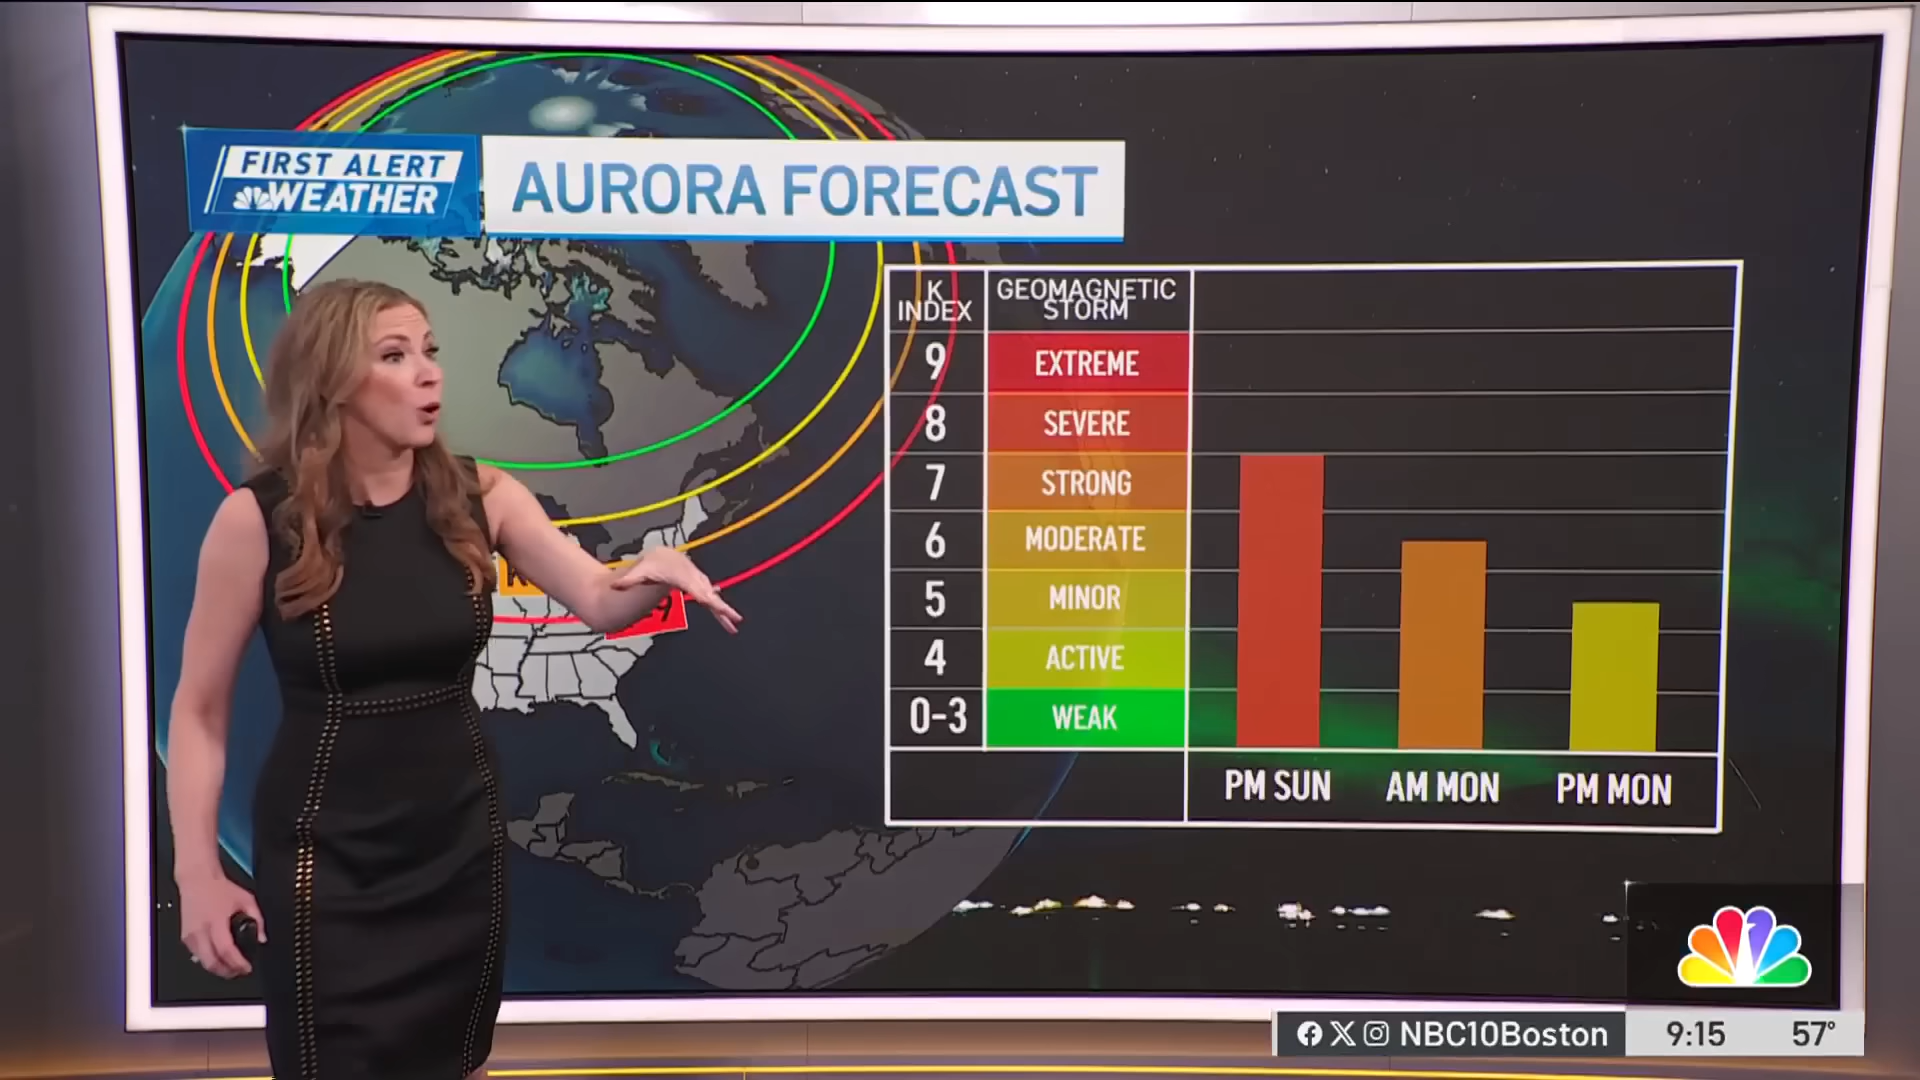 FIRST ALERT
WEATHER
AURORA FORECAST
K
INDEX
GEOMAGNETIC
STORM
9
EXTREME
8
SEVERE
7
STRONG
6
MODERATE
5
MINOR
4
ACTIVE
0-3
WEAK
PM SUN
AM MON
PM MON
K
9
NBC10Boston
9:15
57°